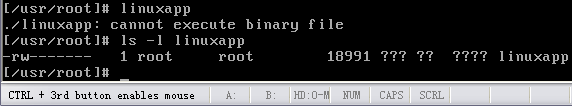 [/usr/root]# linuxapp
./linuxapp: cannot execute binary file
[/usr/root]# ls -l linuxapp
-rw------- 1 root root 18991 ??? ?? ???? linuxapp
[/usr/root]# _
CTRL + 3rd button enables mouse A: B: HD:0-M NUM CAPS SCRL